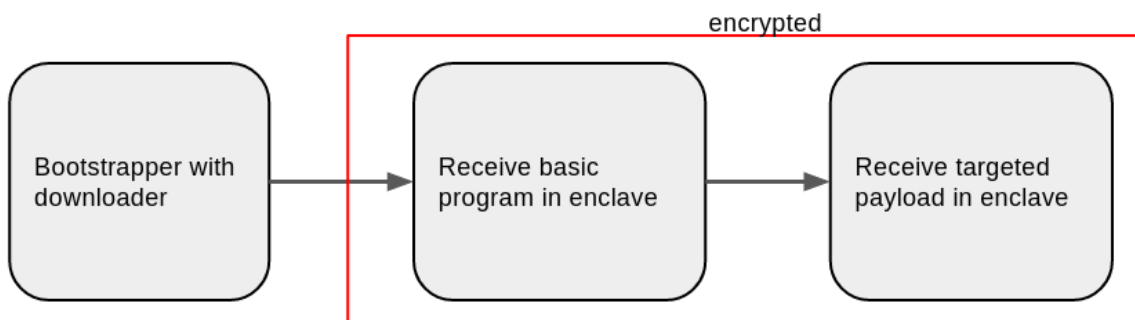 encrypted
Bootstrapper with
downloader
Receive basic
program in enclave
Receive targeted
payload in enclave